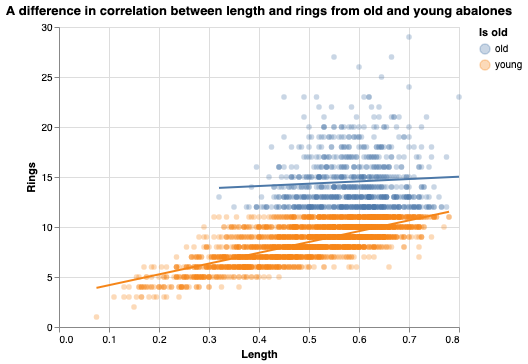 A difference in correlation between length and rings from old and young abalones
Is old
old
young
30
25
20
15
10
5
0
Rings
0.0 0.1 0.2 0.3 0.4 0.5 0.6 0.7 0.8
Length